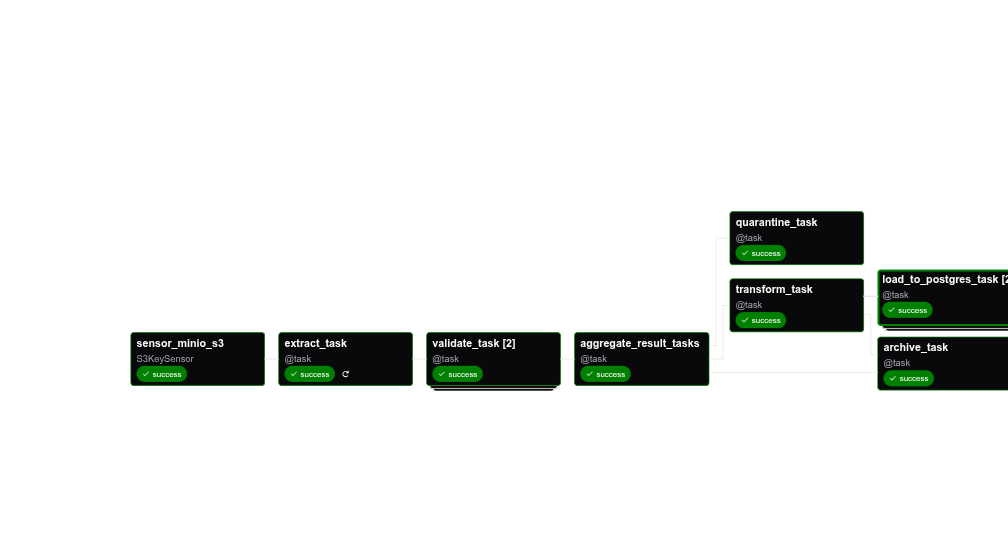 sensor_minio_s3
S3KeySensor
success
extract_task
@task
success
validate_task [2]
@task
success
aggregate_result_tasks
@task
success
quarantine_task
@task
success
transform_task
@task
success
load_to_postgres_task [2
@task
success
archive_task
@task
success